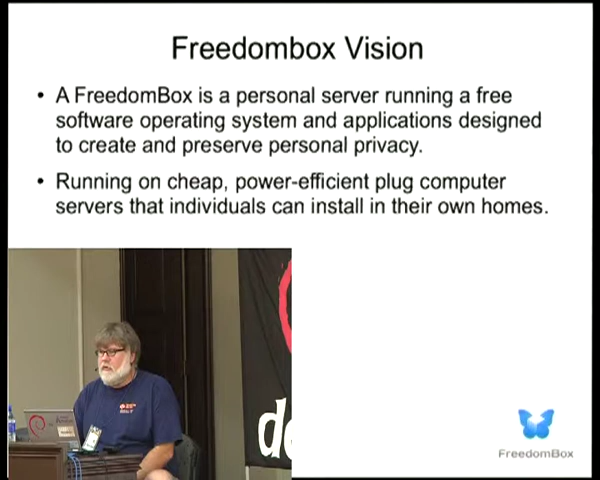 Freedombox Vision
• A FreedomBox is a personal server running a free
software operating system and applications designed
to create and preserve personal privacy.
• Running on cheap, power-efficient plug computer
servers that individuals can install in their own homes.
de
FreedomBox